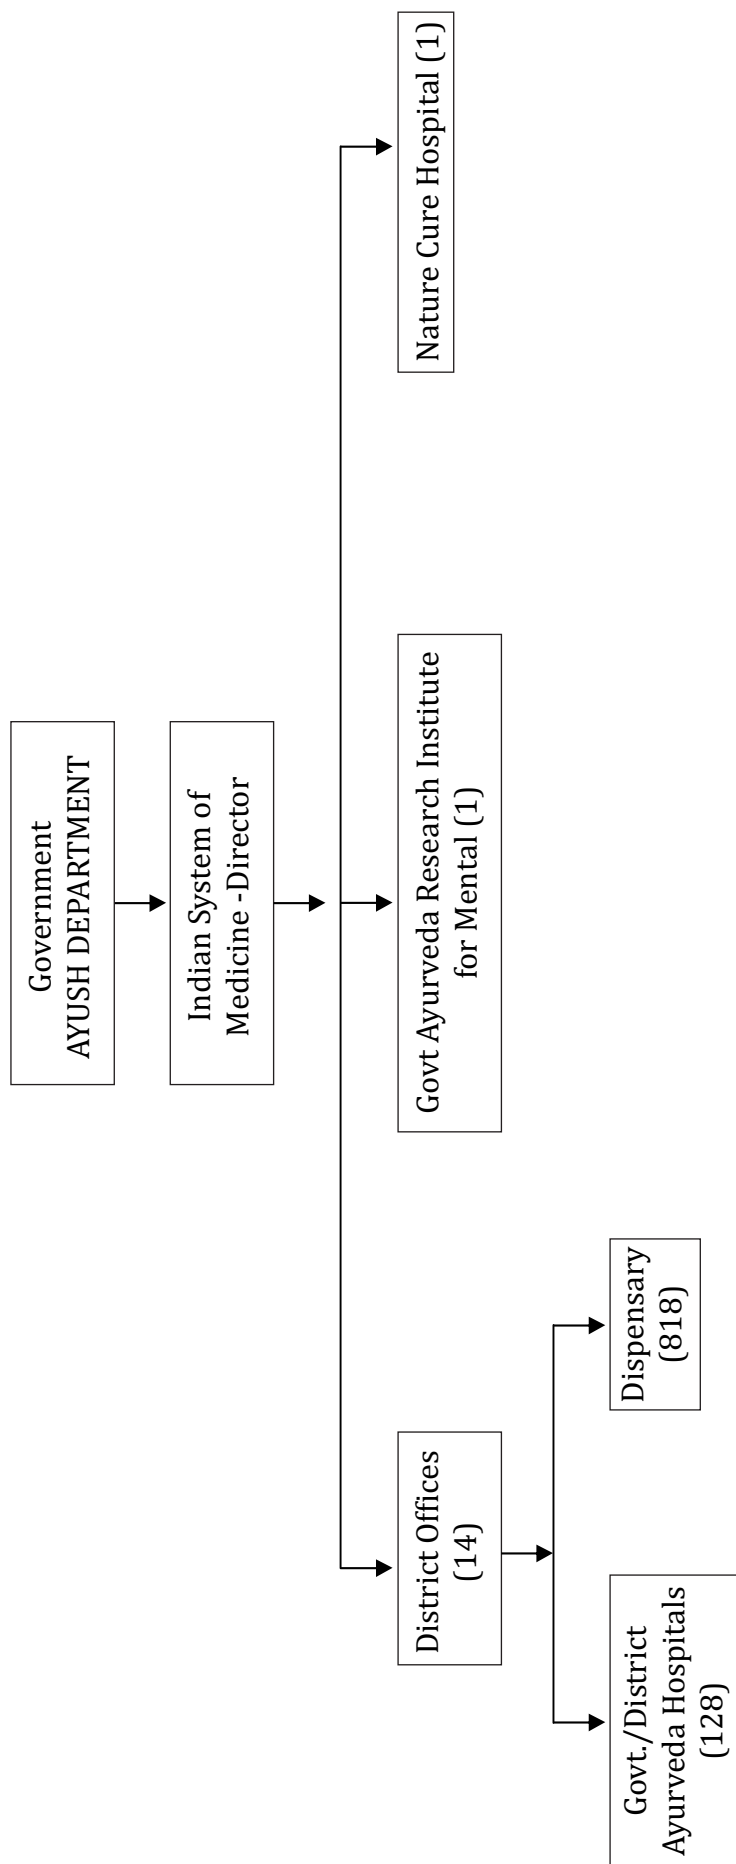 Government
AYUSH DEPARTMENT
Indian System of
Medicine -Director
District Offices
(14)
Govt Ayurveda Research Institute
for Mental (1)
Nature Cure Hospital (1)
Govt./District
Ayurveda Hospitals
(128)
Dispensary
(818)